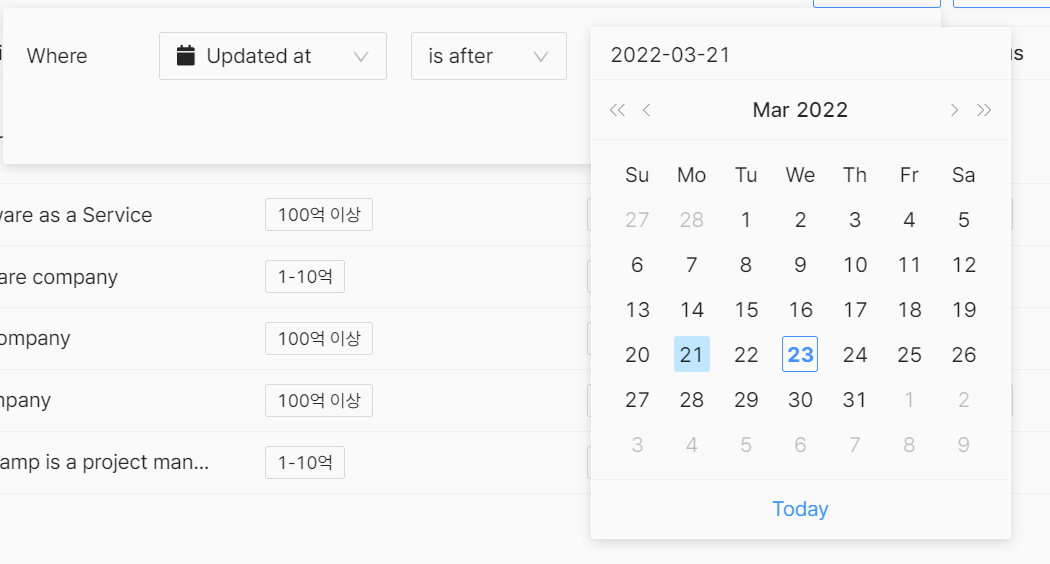 Where Updated at is after
2022-03-21
us
Mar 2022
Su Mo Tu We Th Fr Sa
27 28 1 2 3 4 5
6 7 8 9 10 11 12
13 14 15 16 17 18 19
20 21 22 23 24 25 26
27 28 29 30 31 1 2
3 4 5 6 7 8 9
Today
ware as a Service 100억 이상
are company 1-10억
ompany 100억 이상
mpany 100억 이상
amp is a project man... 1-10억